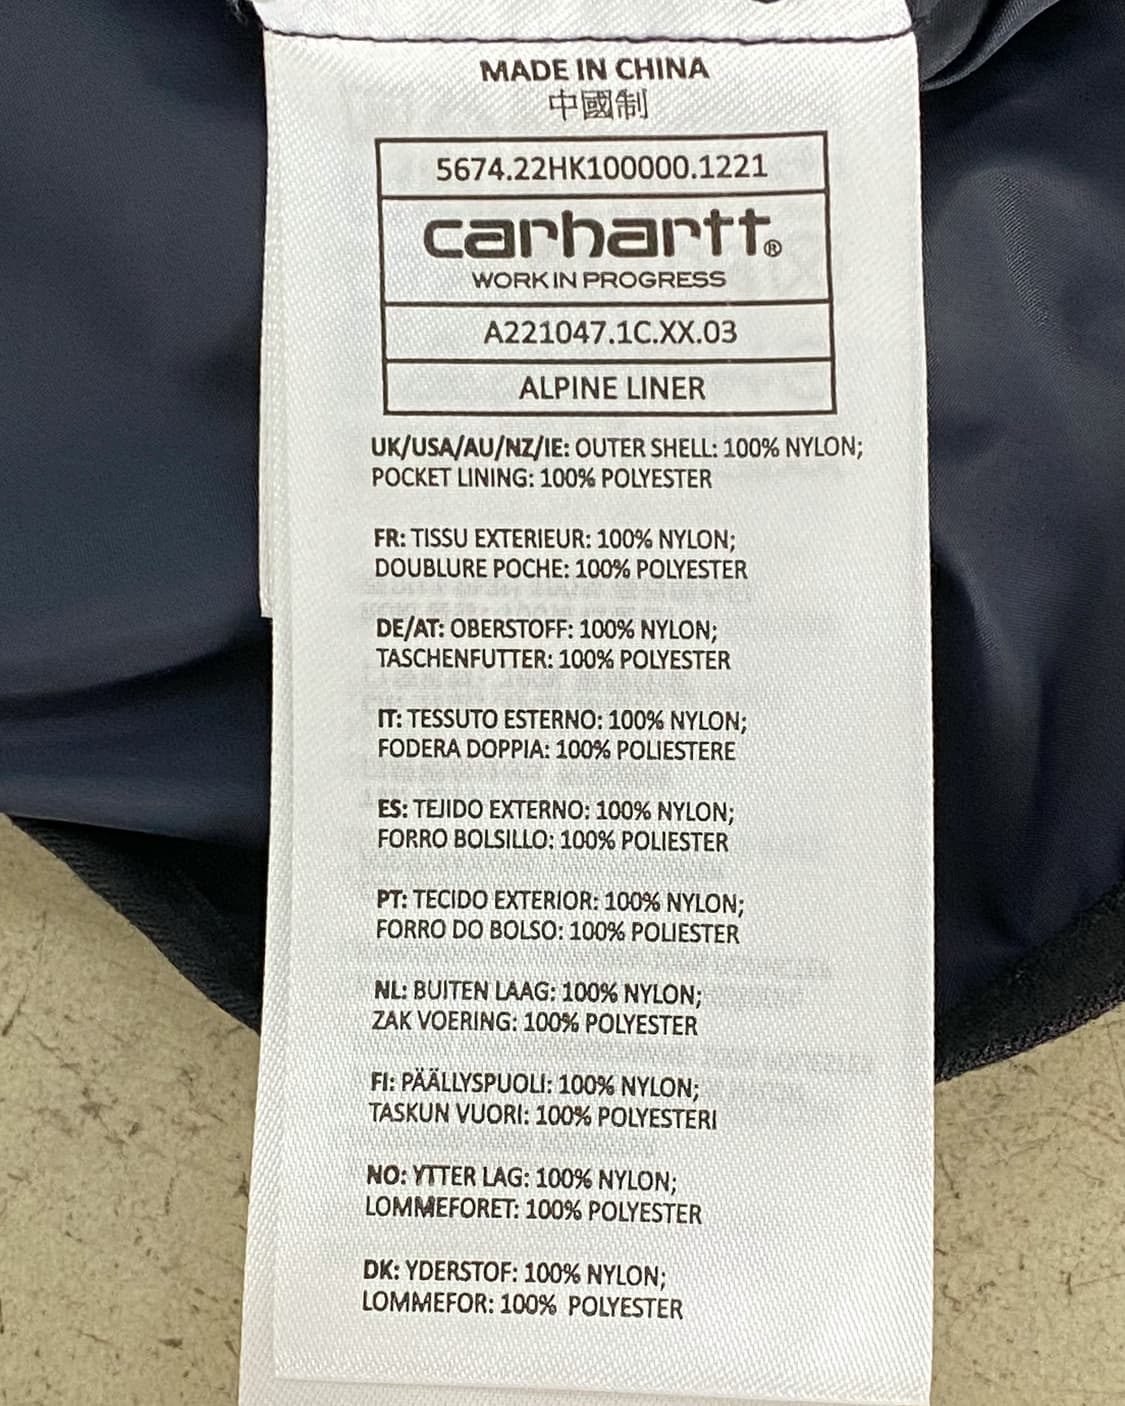 MADE IN CHINA
中國制
5674.22HK100000.1221
carhartt®
WORK IN PROGRESS
A221047.1C.XX.03
ALPINE LINER
UK/USA/AU/NZ/IE: OUTER SHELL: 100% NYLON;
POCKET LINING: 100% POLYESTER
FR: TISSU EXTERIEUR: 100% NYLON;
DOUBLURE POCHE: 100% POLYESTER
DE/AT: OBERSTOFF: 100% NYLON;
TASCHENFUTTER: 100% POLYESTER
IT: TESSUTO ESTERNO: 100% NYLON;
FODERA DOPPIA: 100% POLIESTERE
ES: TEJIDO EXTERNO: 100% NYLON;
FORRO BOLSILLO: 100% POLIESTER
PT: TECIDO EXTERIOR: 100% NYLON;
FORRO DO BOLSO: 100% POLIESTER
NL: BUITEN LAAG: 100% NYLON;
ZAK VOERING: 100% POLYESTER
FI: PÄÄLLYSPUOLI: 100% NYLON;
TASKUN VUORI: 100% POLYESTERI
NO: YTTER LAG: 100% NYLON;
LOMMEFORET: 100% POLYESTER
DK: YDERSTOF: 100% NYLON;
LOMMEFOR: 100% POLYESTER